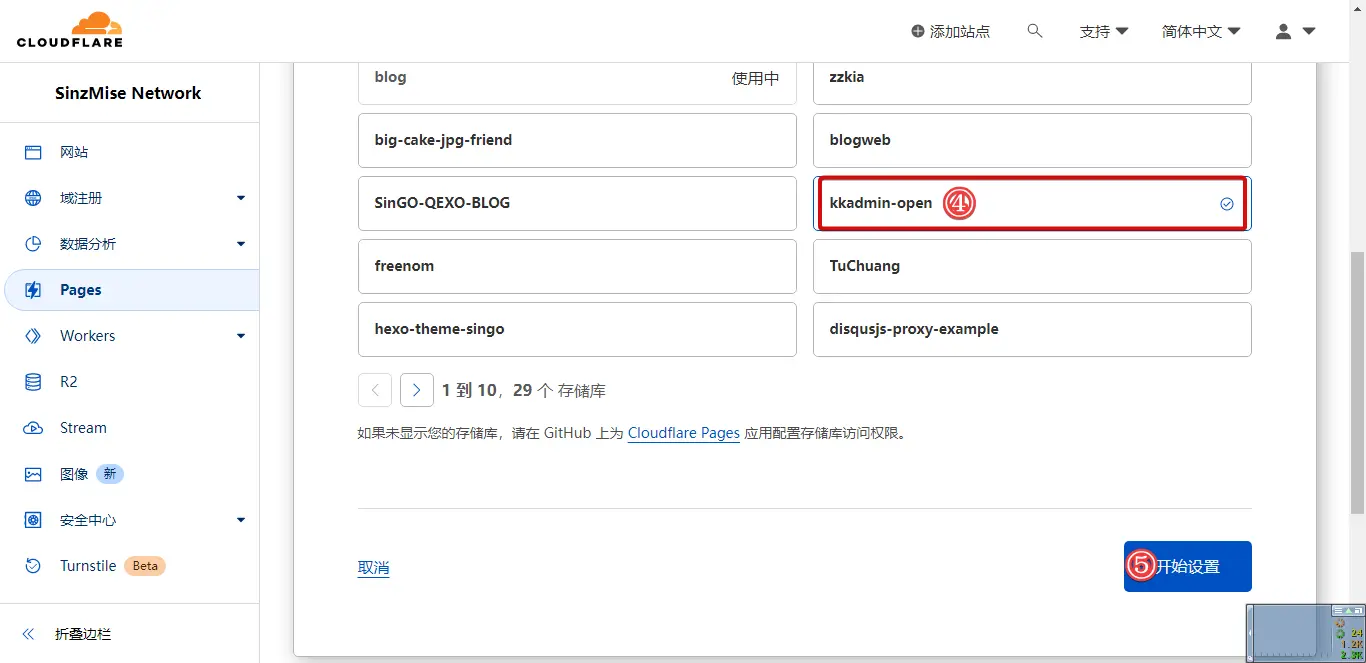 CLOUDFLARE
添加站点
支持
简体中文
SinzMise Network
网站
域注册
数据分析
Pages
Workers
R2
Stream
图像 新
安全中心
Turnstile Beta
折叠边栏
blog 使用中
zzkia
big-cake-jpg-friend
blogweb
SinGO-QEXO-BLOG
kkadmin-open ④
freenom
TuChuang
hexo-theme-singo
disqusjs-proxy-example
1 到 10，29 个 存储库
如果未显示您的存储库，请在 GitHub 上为 Cloudflare Pages 应用配置存储库访问权限。
取消
⑤开始设置
24
1.2K
2.3K